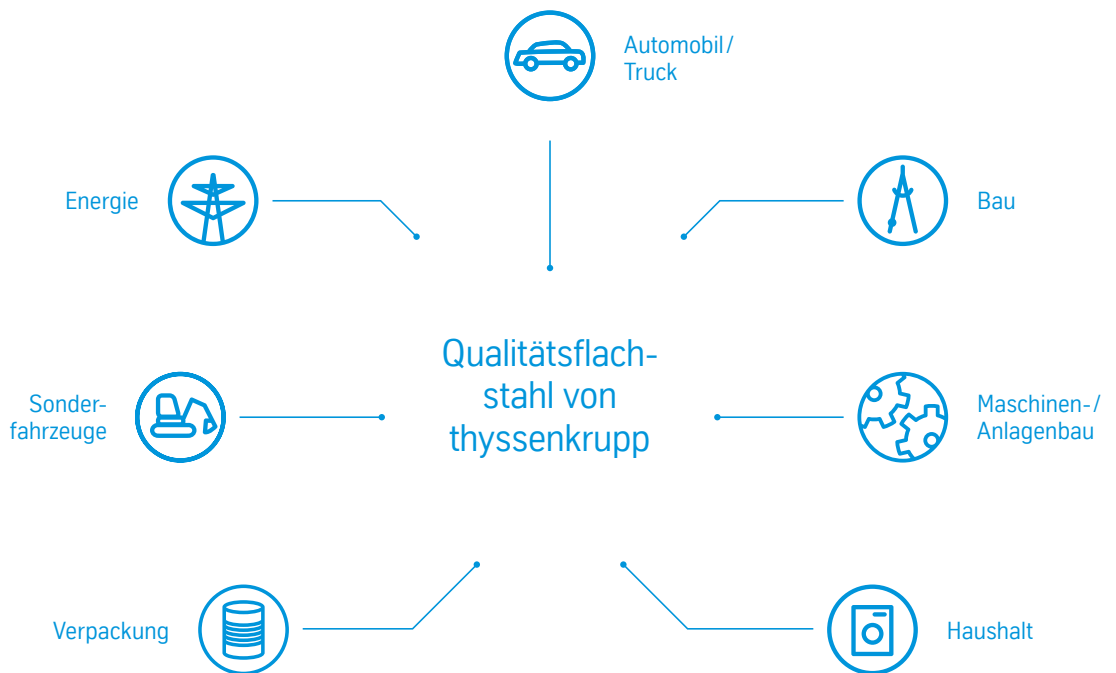 Automobil/
Truck
Energie
Bau
Qualitätsflach-
stahl von
thyssenkrupp
Sonder-
fahrzeuge
Maschinen-/
Anlagenbau
Verpackung
Haushalt